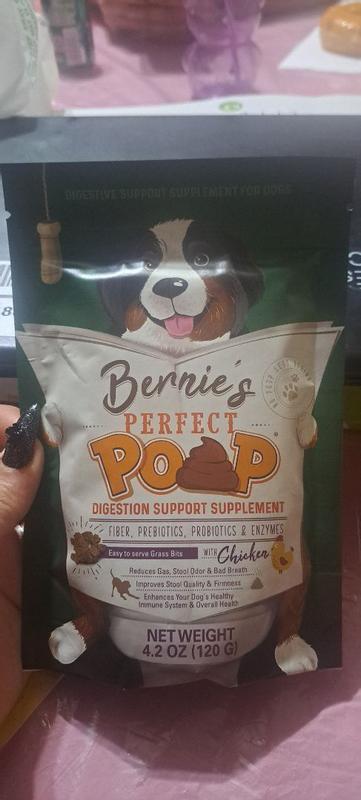 DIGESTIVE SUPPORT SUPPLEMENT FOR DOGS
Bernie's
PERFECT
POOP
DIGESTION SUPPORT SUPPLEMENT
FIBER, PREBIOTICS, PROBIOTICS & ENZYMES
Easy to serve Grass Bits WITH Chicken
Reduces Gas, Stool Odor & Bad Breath
Improves Stool Quality & Firmness
Enhances Your Dog's Healthy
Immune System & Overall Health
NET WEIGHT
4.2 OZ (120 G)